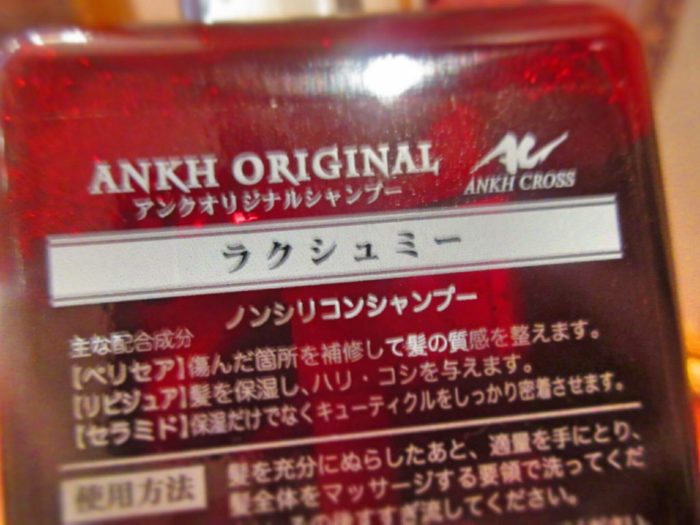 ANKH ORIGINAL
アンクオリジナルシャンプー
ANKH CROSS
ラクシュミー
ノンシリコンシャンプー
主な配合成分
【ペリセア】傷んだ箇所を補修して髪の質感を整えます。
【リピジュア】髪を保湿し、ハリ・コシを与えます。
【セラミド】保湿だけでなくキューティクルをしっかり密着させます。
使用方法
髪を充分にぬらしたあと、適量を手にとり、
髪全体をマッサージする要領で洗ってくだ
すすぎ流してください。